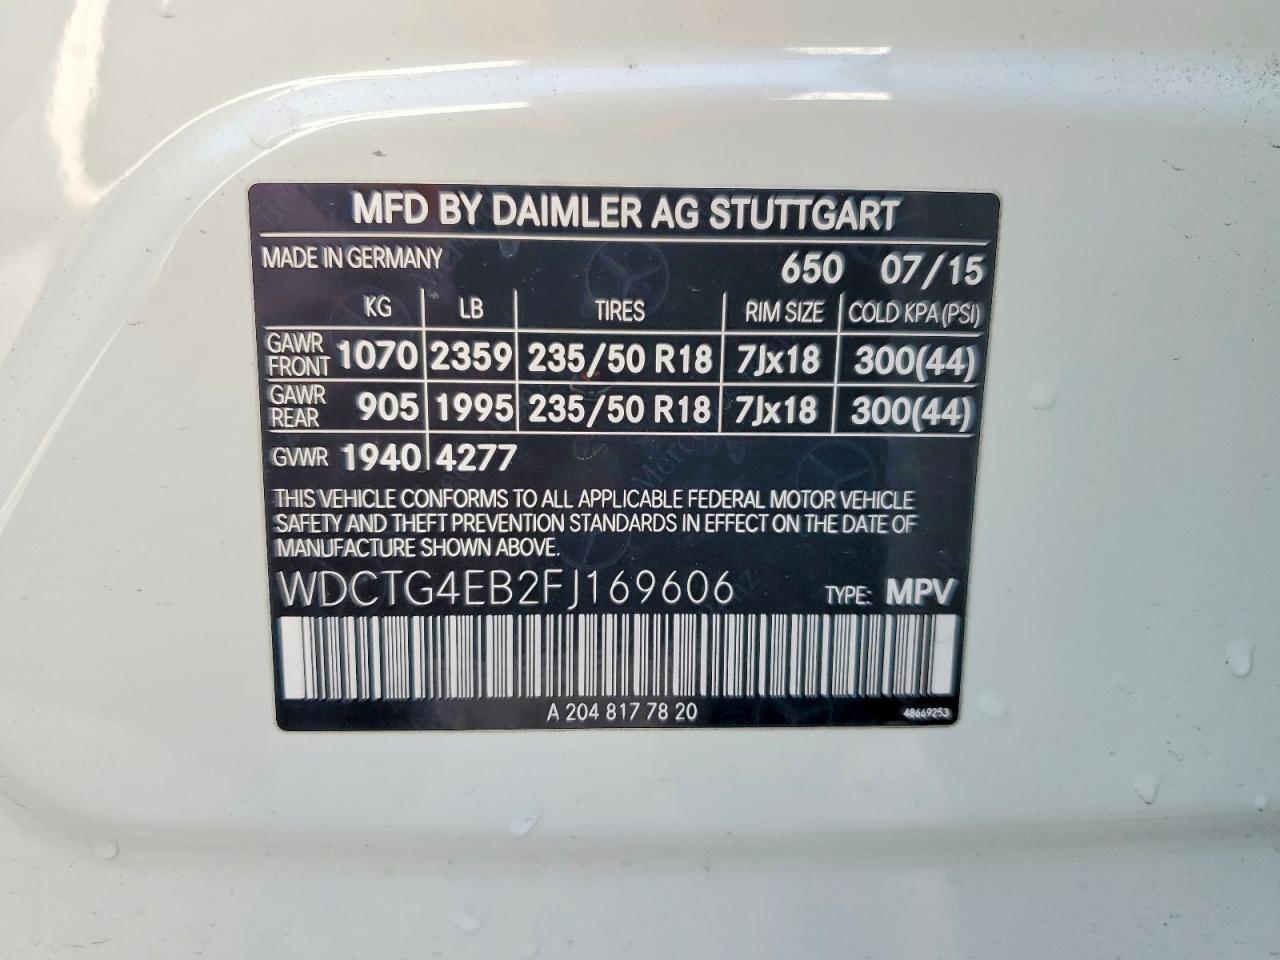 MFD BY DAIMLER AG STUTTGART
MADE IN GERMANY 650 07/15
KG LB TIRES RIM SIZE COLD KPA (PSI)
GAWR FRONT 1070 2359 235/50 R18 7Jx18 300(44)
GAWR REAR 905 1995 235/50 R18 7Jx18 300(44)
GVWR 1940 4277
THIS VEHICLE CONFORMS TO ALL APPLICABLE FEDERAL MOTOR VEHICLE
SAFETY AND THEFT PREVENTION STANDARDS IN EFFECT ON THE DATE OF
MANUFACTURE SHOWN ABOVE.
WDCTG4EB2FJ169606 TYPE: MPV
A 204 817 78 20 48669253